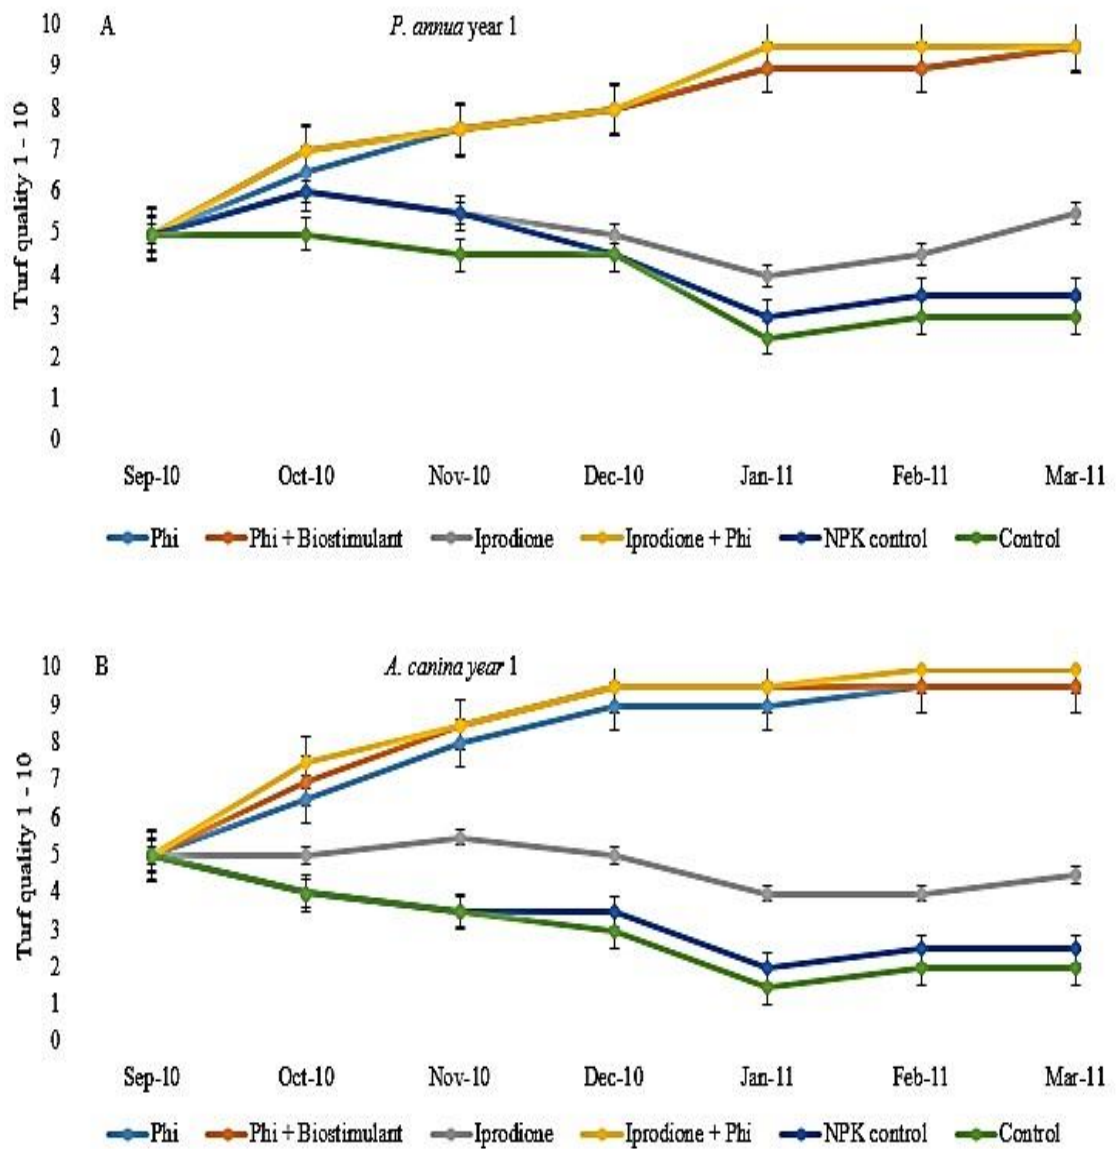 A
P. annua year 1
Turf quality 1 - 10
10
9
8
7
6
5
4
3
2
1
0
Sep-10 Oct-10 Nov-10 Dec-10 Jan-11 Feb-11 Mar-11
Phi Phi + Biostimulant Iprodione Iprodione + Phi NPK control Control
B
A. canina year 1
Turf quality 1 - 10
10
9
8
7
6
5
4
3
2
1
0
Sep-10 Oct-10 Nov-10 Dec-10 Jan-11 Feb-11 Mar-11
Phi Phi + Biostimulant Iprodione Iprodione + Phi NPK control Control